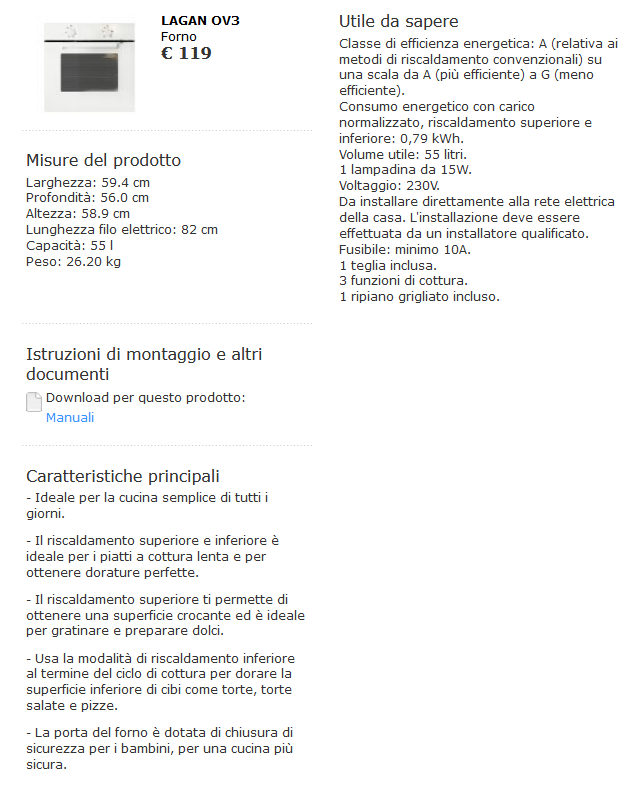 LAGAN OV3
Forno
€ 119
Misure del prodotto
Larghezza: 59.4 cm
Profondità: 56.0 cm
Altezza: 58.9 cm
Lunghezza filo elettrico: 82 cm
Capacità: 55 l
Peso: 26.20 kg
Istruzioni di montaggio e altri
documenti
Download per questo prodotto:
Manuali
Caratteristiche principali
- Ideale per la cucina semplice di tutti i
giorni.
- Il riscaldamento superiore e inferiore è
ideale per i piatti a cottura lenta e per
ottenere dorature perfette.
- Il riscaldamento superiore ti permette di
ottenere una superficie crocante ed è ideale
per gratinare e preparare dolci.
- Usa la modalità di riscaldamento inferiore
al termine del ciclo di cottura per dorare la
superficie inferiore di cibi come torte, torte
salate e pizze.
- La porta del forno è dotata di chiusura di
sicurezza per i bambini, per una cucina più
sicura.
Utile da sapere
Classe di efficienza energetica: A (relativa ai
metodi di riscaldamento convenzionali) su
una scala da A (più efficiente) a G (meno
efficiente).
Consumo energetico con carico
normalizzato, riscaldamento superiore e
inferiore: 0,79 kWh.
Volume utile: 55 litri.
1 lampadina da 15W.
Voltaggio: 230V.
Da installare direttamente alla rete elettrica
della casa. L'installazione deve essere
effettuata da un installatore qualificato.
Fusibile: minimo 10A.
1 teglia inclusa.
3 funzioni di cottura.
1 ripiano grigliato incluso.